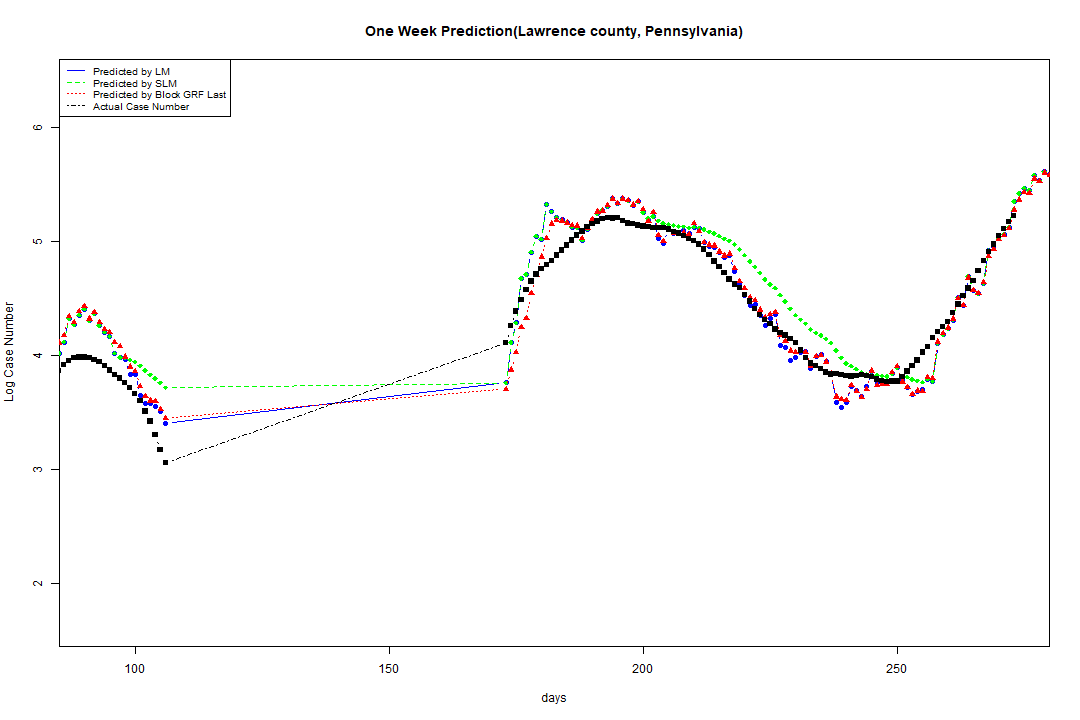 One Week Prediction(Lawrence county, Pennsylvania)
Predicted by LM
Predicted by SLM
Predicted by Block GRF Last
Actual Case Number
6
5
4
3
2
Log Case Number
100 150 200 250
days